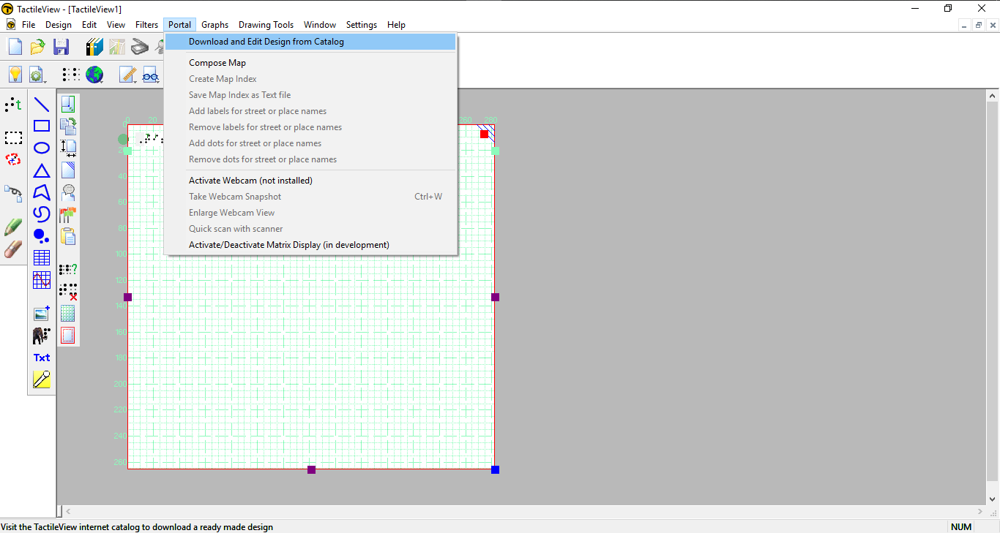 TactileView - [TactileView1]
File Design Edit View Filters Portal Graphs Drawing Tools Window Settings Help
Download and Edit Design from Catalog
Compose Map
Create Map Index
Save Map Index as Text file
Add labels for street or place names
Remove labels for street or place names
Add dots for street or place names
Remove dots for street or place names
Activate Webcam (not installed)
Take Webcam Snapshot Ctrl+W
Enlarge Webcam View
Quick scan with scanner
Activate/Deactivate Matrix Display (in development)
t
?
Txt
0 20 260 280
0
20
40
60
80
100
120
140
160
180
200
220
240
260
Visit the TactileView internet catalog to download a ready made design
NUM